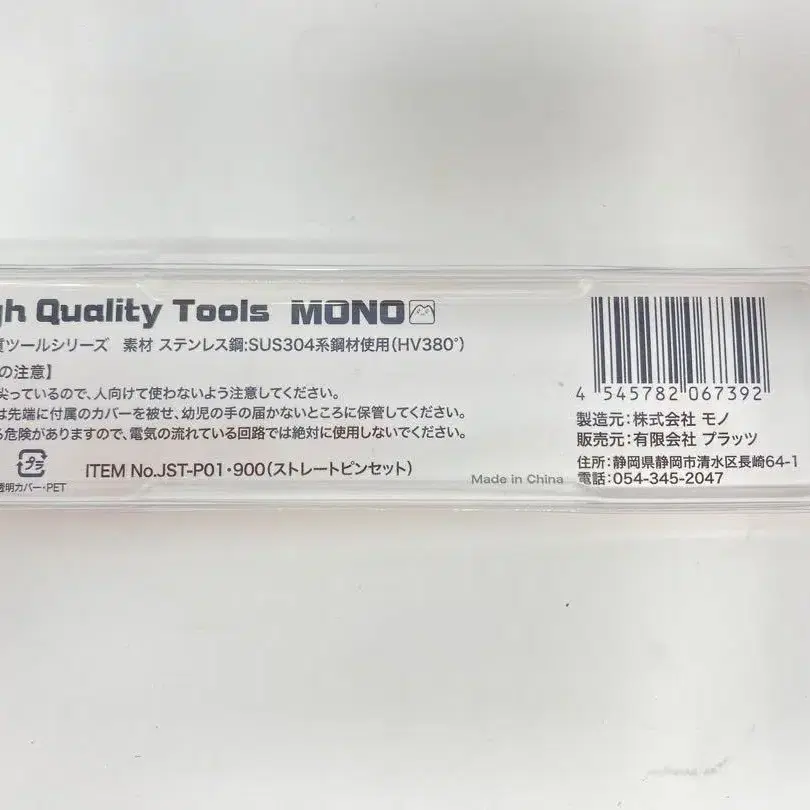 gh Quality Tools MONO
質ツールシリーズ 素材 ステンレス鋼:SUS304系鋼材使用(HV380°)
の注意】
尖っているので、人向けて使わないよう注意してください。
は先端に付属のカバーを被せ、幼児の手の届かないところに保管してください。
る危険がありますので、電気の流れている回路では絶対に使用しないでください。
プラ
透明カバー・PET
ITEM No.JST-P01・900(ストレートピンセット)
Made in China
4 545782 067392
製造元:株式会社 モノ
販売元:有限会社 プラッツ
住所:静岡県静岡市清水区長崎64-1
電話:054-345-2047